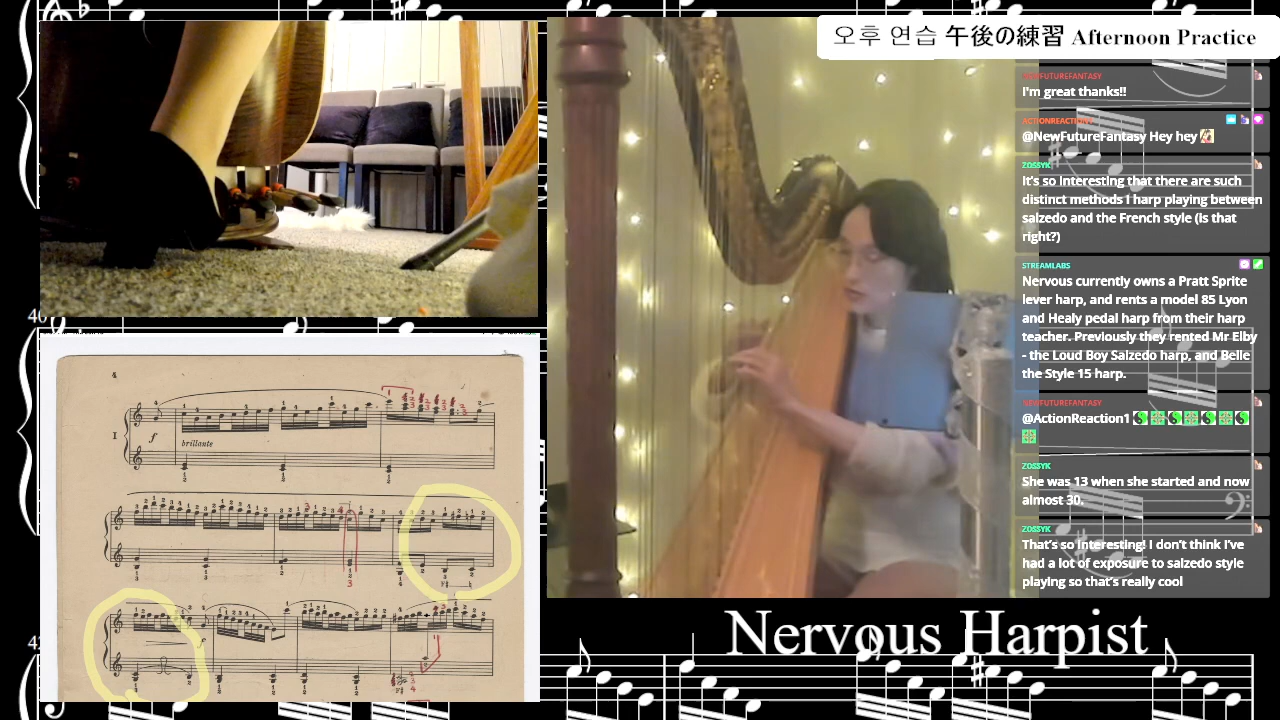 오후 연습 午後の練習 Afternoon Practice
NEWFUTUREFANTASY
I'm great thanks!!
ACTIONREACTION1
@NewFutureFantasy Hey hey
ZOSSYK
It's so interesting that there are such
distinct methods I harp playing between
salzedo and the French style (is that
right?)
STREAMLABS
Nervous currently owns a Pratt Sprite
lever harp, and rents a model 85 Lyon
and Healy pedal harp from their harp
teacher. Previously they rented Mr Elby
- the Loud Boy Salzedo harp, and Belle
the Style 15 harp.
NEWFUTUREFANTASY
@ActionReaction1
ZOSSYK
She was 13 when she started and now
almost 30.
ZOSSYK
That's so interesting! I don't think I've
had a lot of exposure to salzedo style
playing so that's really cool
4
I
f
brillante
Nervous Harpist